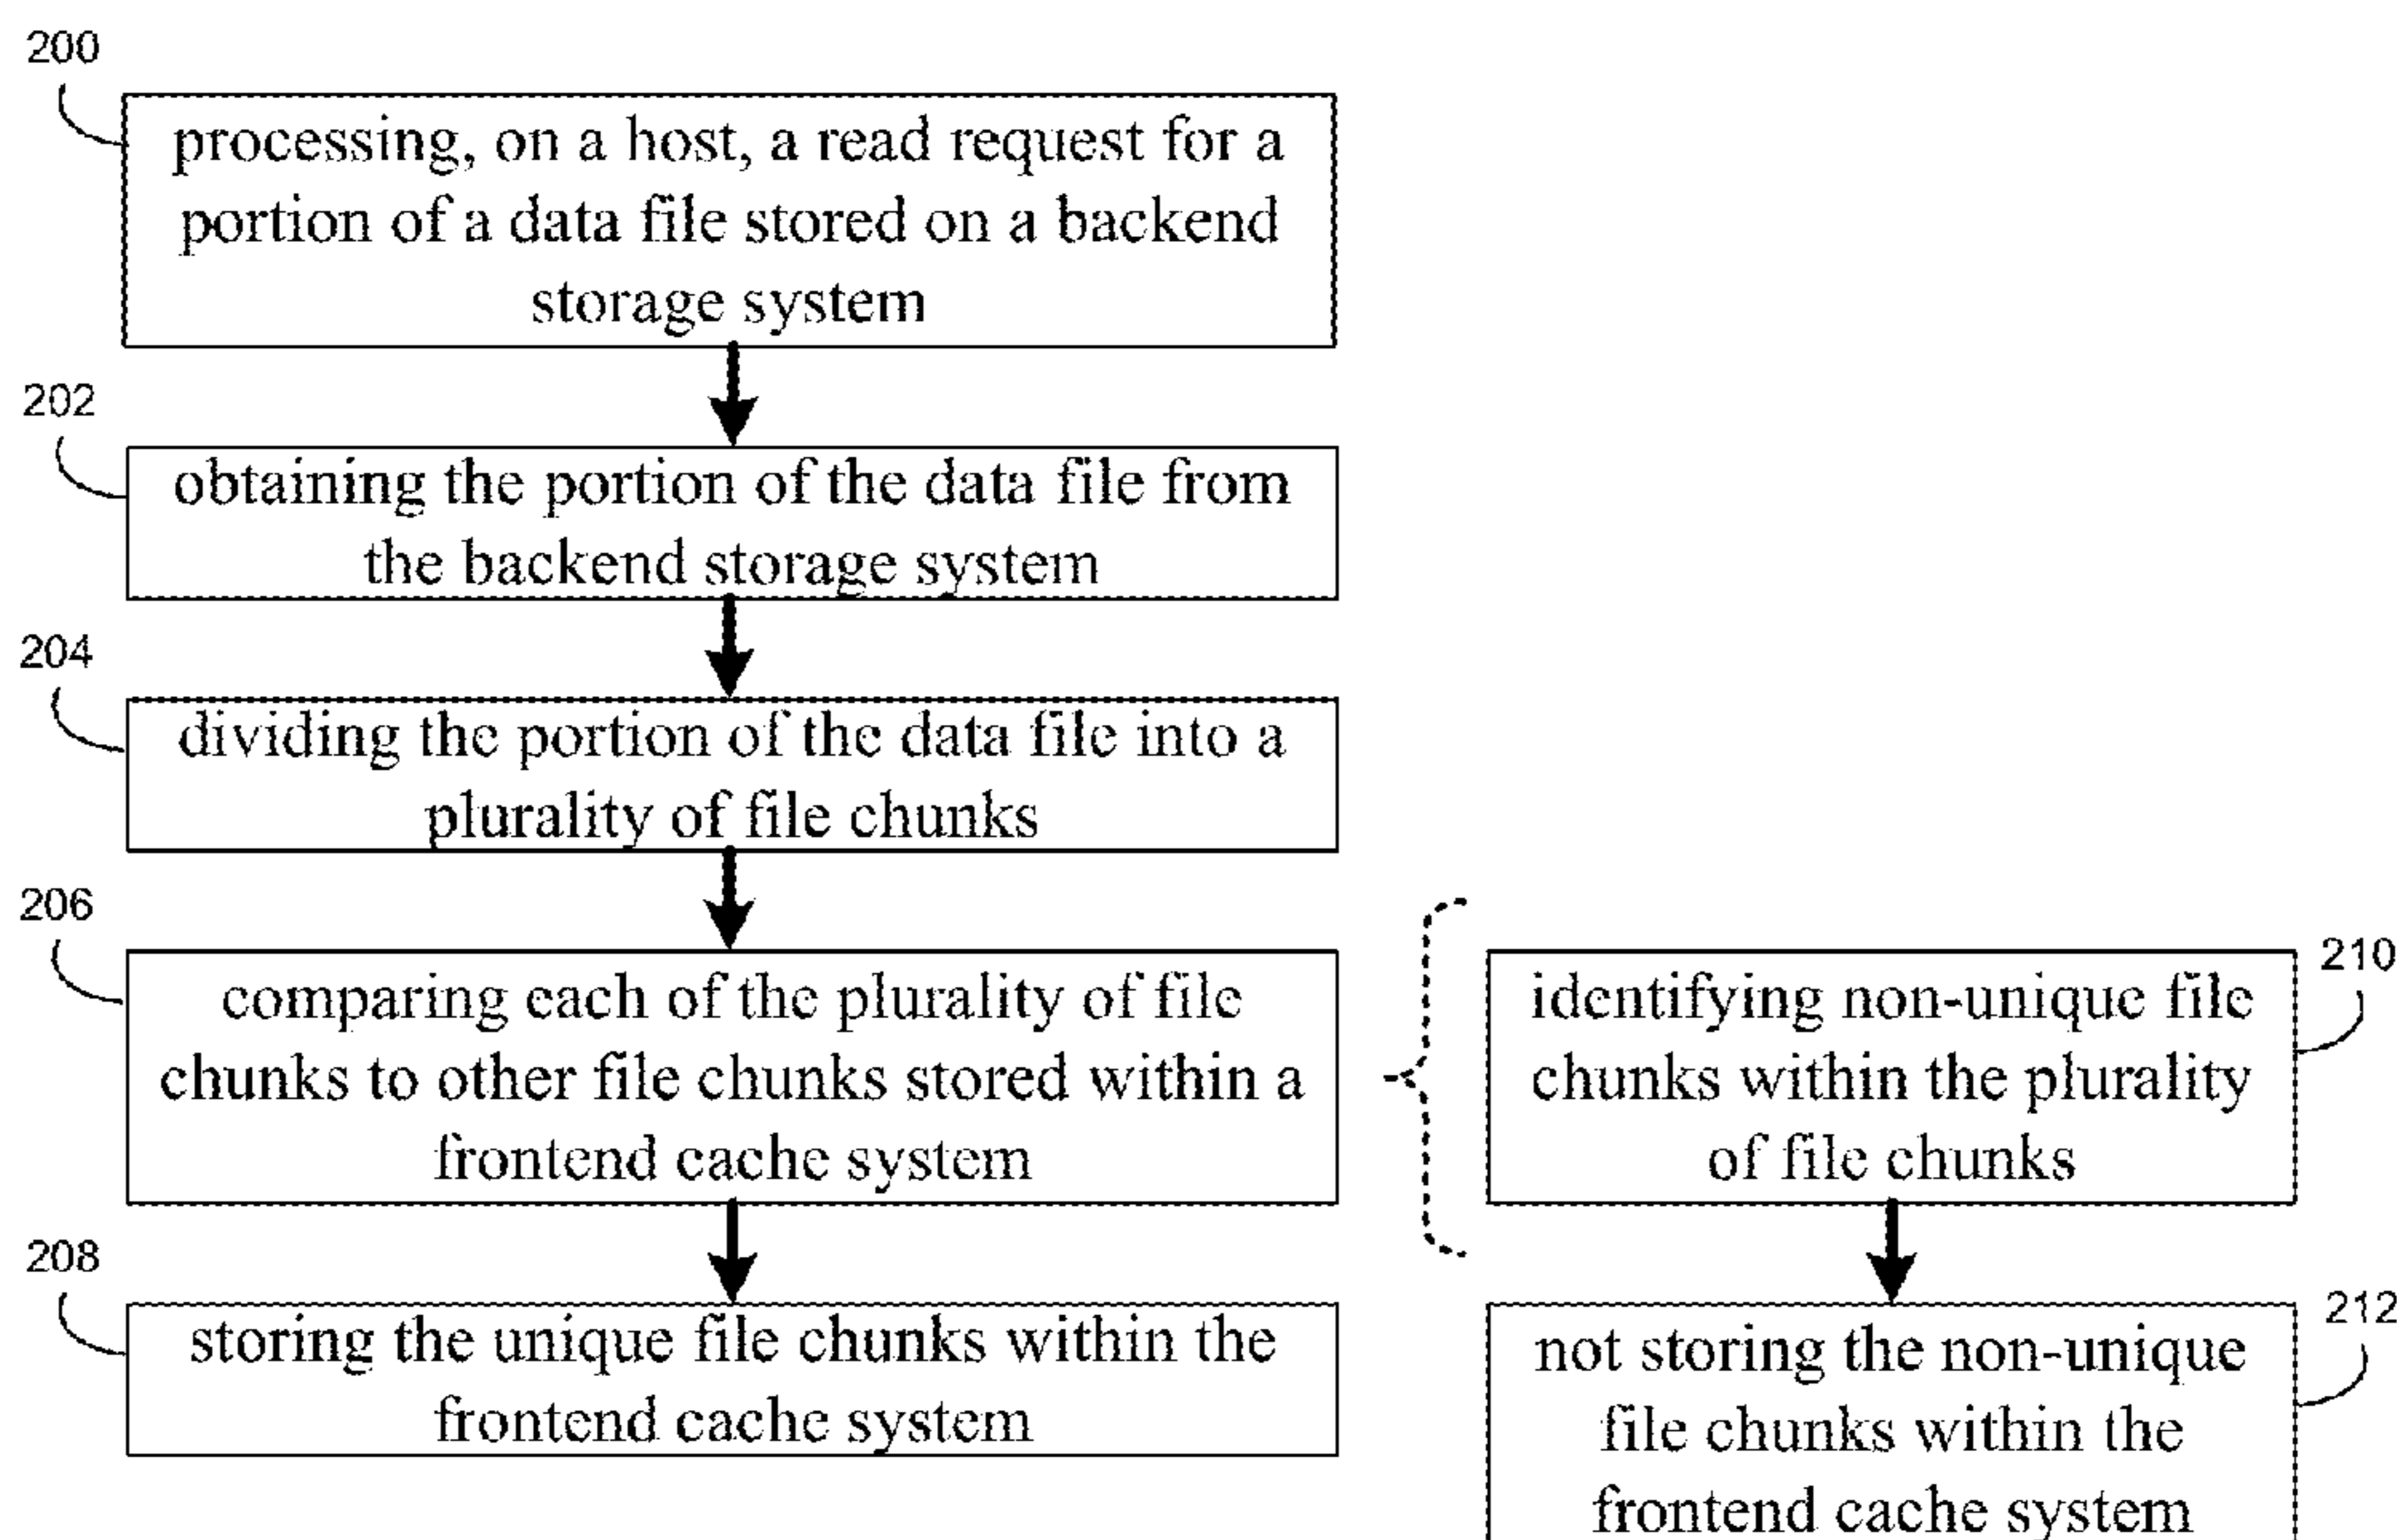 200
processing, on a host, a read request for a
portion of a data file stored on a backend
storage system
202
obtaining the portion of the data file from
the backend storage system
204
dividing the portion of the data file into a
plurality of file chunks
206
comparing each of the plurality of file
chunks to other file chunks stored within a
frontend cache system
208
storing the unique file chunks within the
frontend cache system
210
identifying non-unique file
chunks within the plurality
of file chunks
212
not storing the non-unique
file chunks within the
frontend cache system